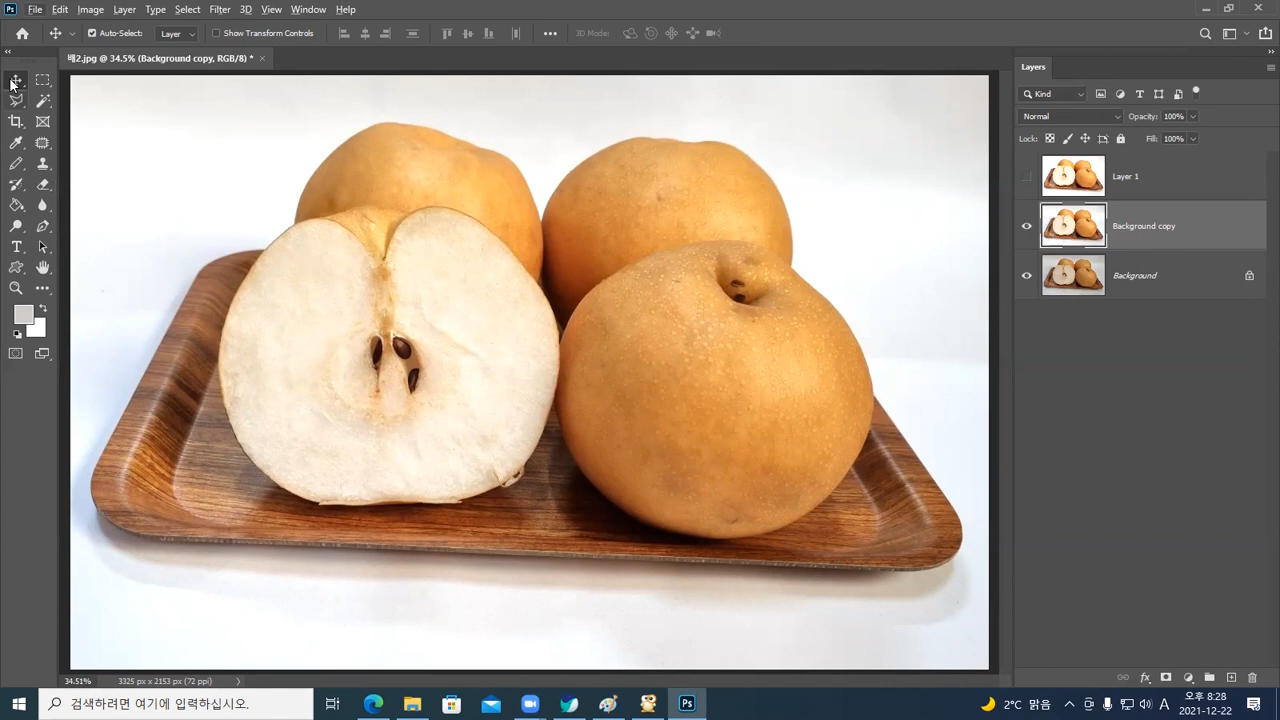 Ps File Edit Image Layer Type Select Filter 3D View Window Help
Auto-Select: Layer Show Transform Controls 3D Mode:
배2.jpg @ 34.5% (Background copy, RGB/8) * ×
Layers
Kind
Normal Opacity: 100%
Lock: Fill: 100%
Layer 1
Background copy
Background
34.51% 3325 px x 2153 px (72 ppi)
검색하려면 여기에 입력하십시오.
Ps
2°C 맑음
A
오후 8:28
2021-12-22